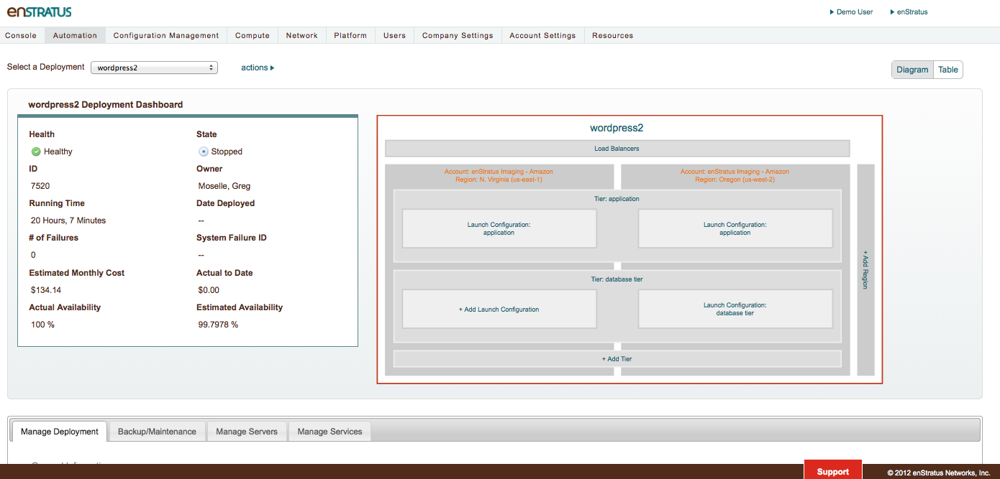 enSTRATUS
Demo User
enStratus
Console Automation Configuration Management Compute Network Platform Users Company Settings Account Settings Resources
Select a Deployment wordpress2 actions Diagram Table
wordpress2 Deployment Dashboard
Health State
Healthy Stopped
ID Owner
7520 Moselle, Greg
Running Time Date Deployed
20 Hours, 7 Minutes --
# of Failures System Failure ID
0 --
Estimated Monthly Cost Actual to Date
$134.14 $0.00
Actual Availability Estimated Availability
100 % 99.7978 %
wordpress2
Load Balancers
Account: enStratus Imaging - Amazon
Region: N. Virginia (us-east-1)
Account: enStratus Imaging - Amazon
Region: Oregon (us-west-2)
Tier: application
Launch Configuration:
application
Launch Configuration:
application
Tier: database tier
+ Add Launch Configuration
Launch Configuration:
database tier
+ Add Tier
+ Add Region
Manage Deployment Backup/Maintenance Manage Servers Manage Services
Support
© 2012 enStratus Networks, Inc.